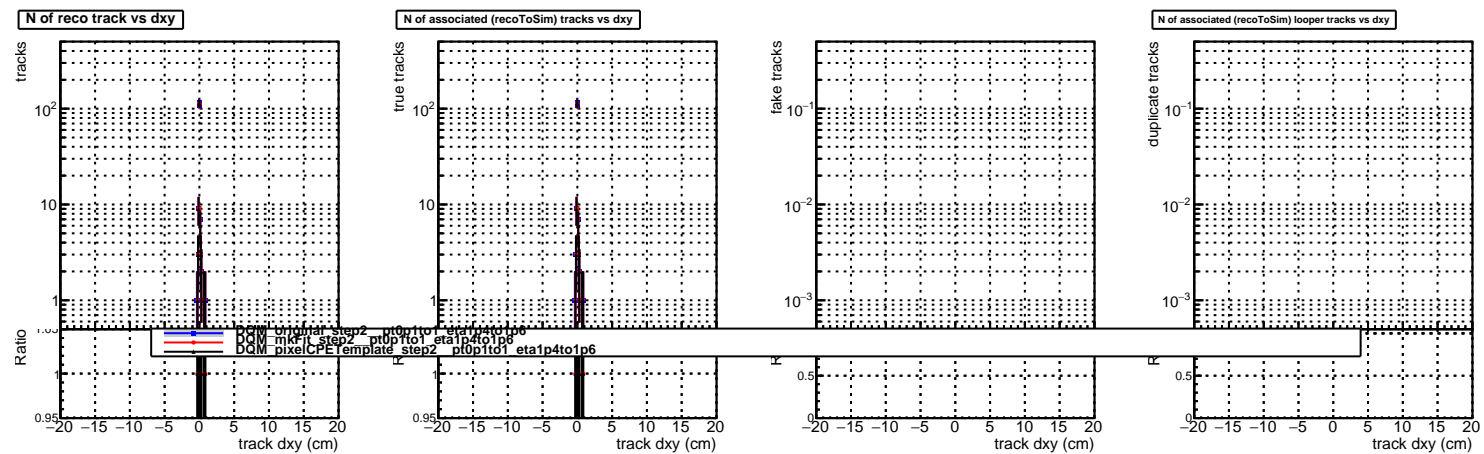 N of reco track vs dxy
N of associated (recoToSim) tracks vs dxy
N of associated (recoToSim) looper tracks vs dxy
tracks
true tracks
fake tracks
duplicate tracks
10²
10
1
10²
10
1
10⁻¹
10⁻²
10⁻³
10⁻¹
10⁻²
10⁻³
DQM_original_step2__pt0p1to1_eta1p4to1p6
DQM_mkFit_step2__pt0p1to1_eta1p4to1p6
DQM_pixelCPETemplate_step2__pt0p1to1_eta1p4to1p6
Ratio
1
0.95
1
0.95
0.5
0
0.5
0
−20 −15 −10 −5 0 5 10 15 20
−20 −15 −10 −5 0 5 10 15 20
−20 −15 −10 −5 0 5 10 15 20
−20 −15 −10 −5 0 5 10 15 20
track dxy (cm)
track dxy (cm)
track dxy (cm)
track dxy (cm)